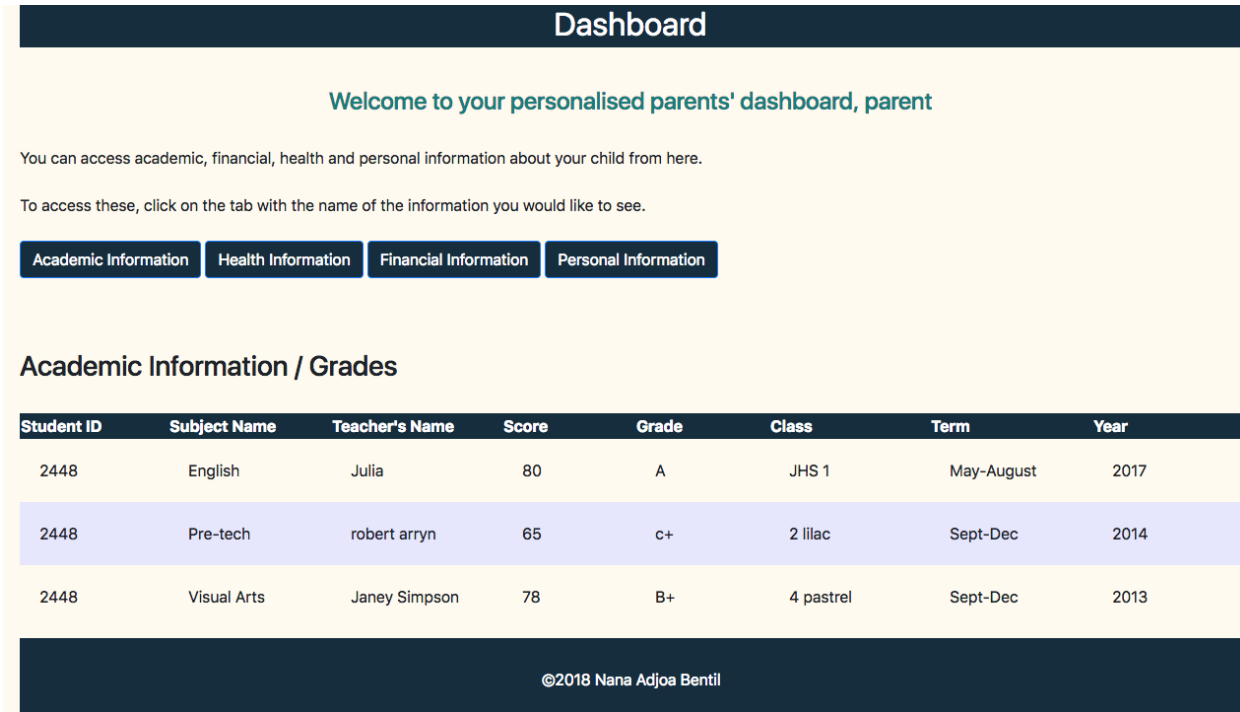 Dashboard
Welcome to your personalised parents' dashboard, parent
You can access academic, financial, health and personal information about your child from here.
To access these, click on the tab with the name of the information you would like to see.
Academic Information Health Information Financial Information Personal Information
Academic Information / Grades
Student ID Subject Name Teacher's Name Score Grade Class Term Year
2448 English Julia 80 A JHS 1 May-August 2017
2448 Pre-tech robert arryn 65 c+ 2 lilac Sept-Dec 2014
2448 Visual Arts Janey Simpson 78 B+ 4 pastrel Sept-Dec 2013
©2018 Nana Adjoa Bentil